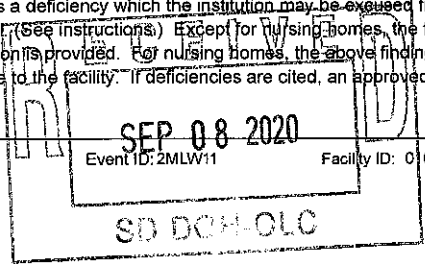 s a deficiency which the institution may be excused f
(See instructions.) Except for nursing homes, the f
on is provided. For nursing homes, the above findin
e to the facility. If deficiencies are cited, an approved
RECEIVED
SEP 08 2020
Event ID: 2MLW11 Facility ID: 0
SD DOH-OLC